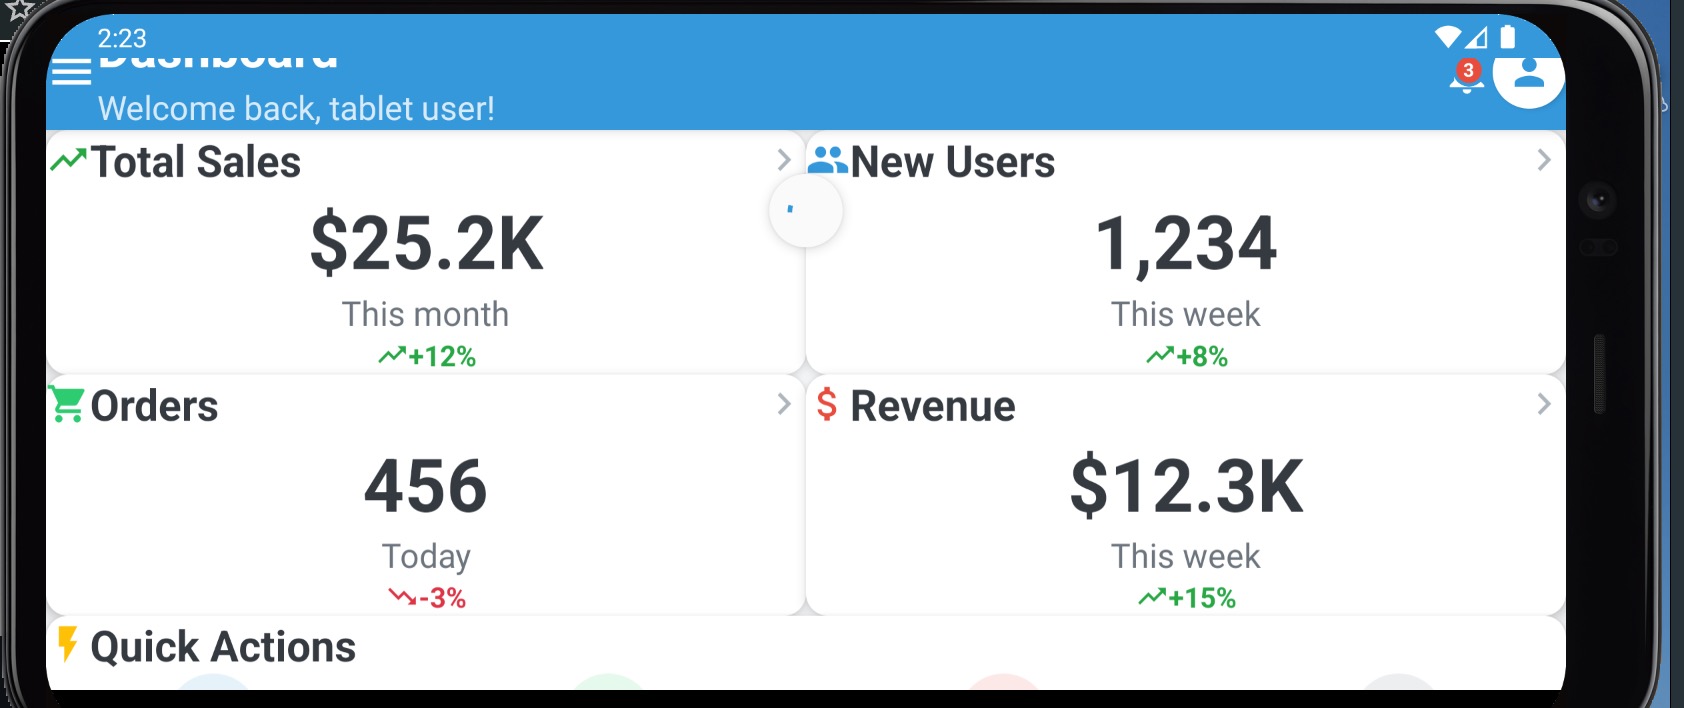 2:23
Dashboard
3
Welcome back, tablet user!
Total Sales
$25.2K
This month
+12%
New Users
1,234
This week
+8%
Orders
456
Today
-3%
Revenue
$12.3K
This week
+15%
Quick Actions